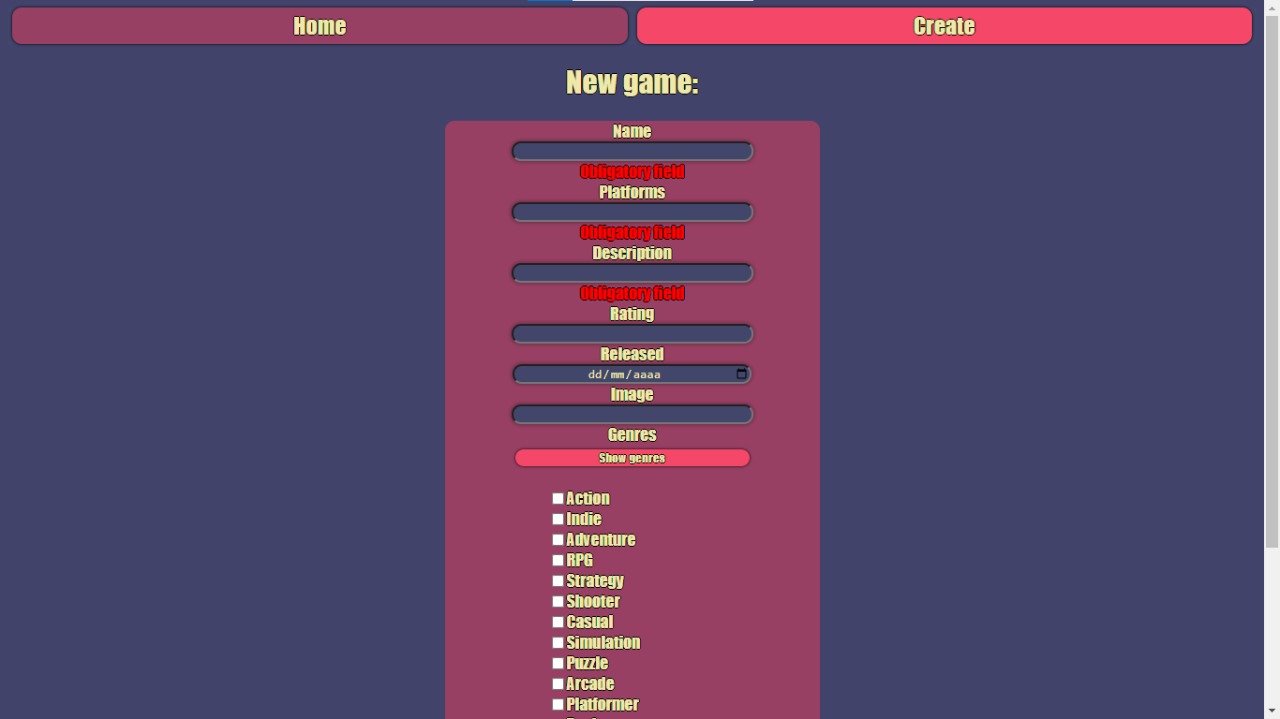 Home
Create
New game:
Name
Obligatory field
Platforms
Obligatory field
Description
Obligatory field
Rating
Released
dd/mm/aaaa
Image
Genres
Show genres
Action
Indie
Adventure
RPG
Strategy
Shooter
Casual
Simulation
Puzzle
Arcade
Platformer